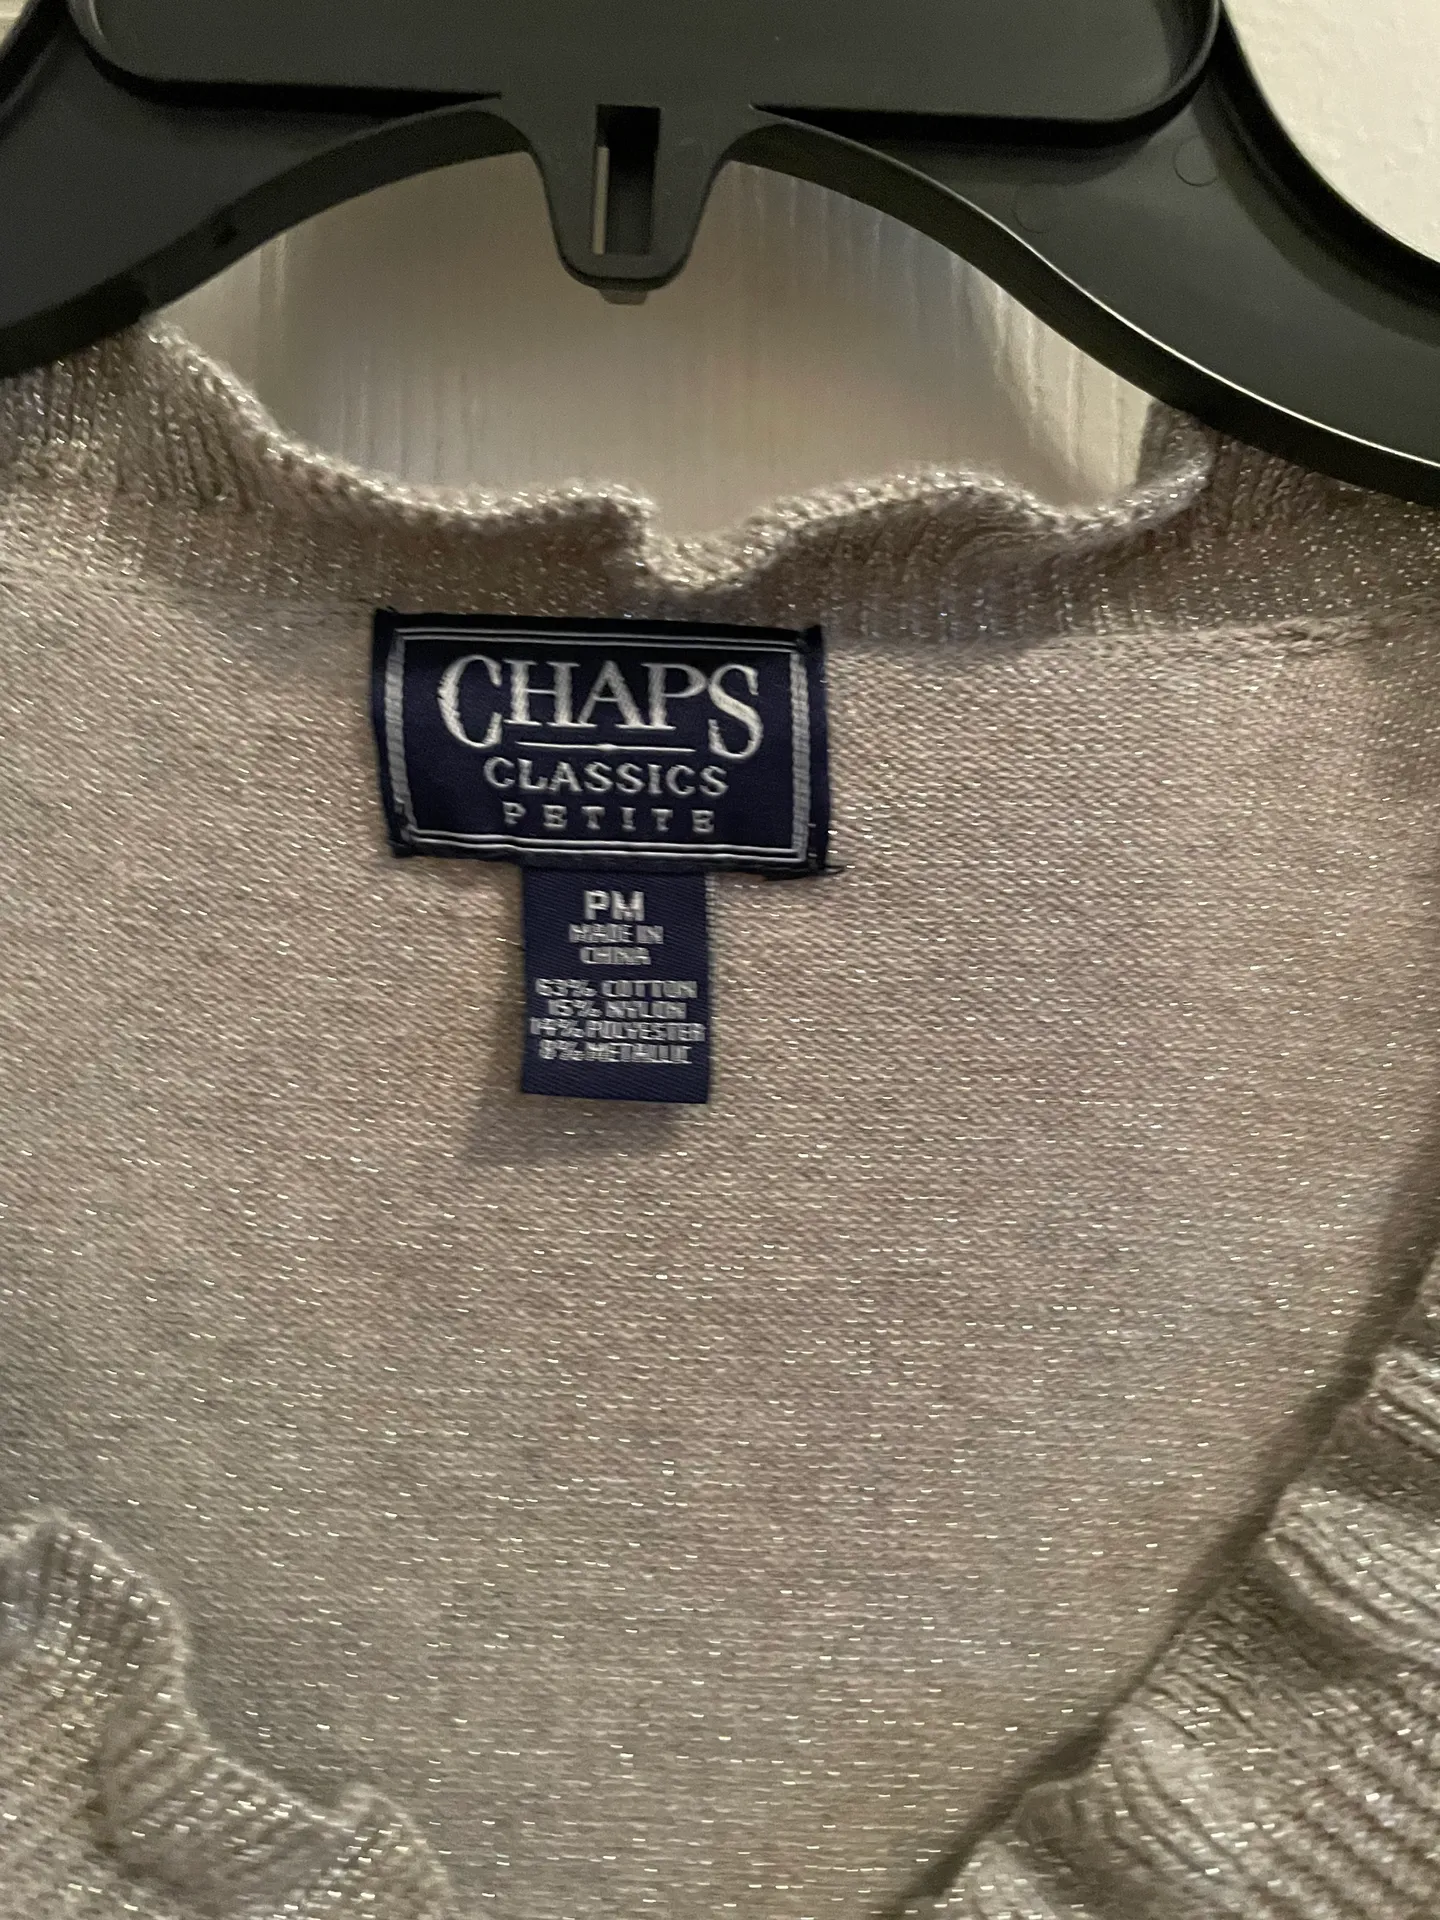 CHAPS
CLASSICS
PETITE
PM
MADE IN
CHINA
63% COTTON
15% NYLON
14% POLYESTER
8% METALLIC